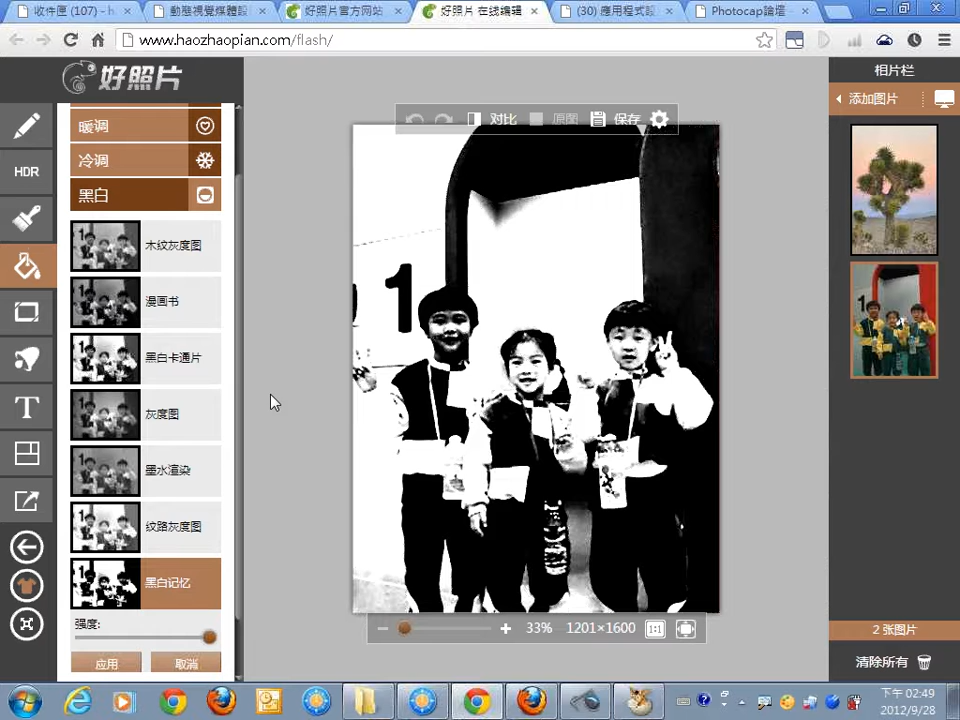 收件匣 (107) - h
動態視覺媒體設
好照片官方网站
好照片 在线编辑
(30) 應用程式設
Photocap論壇
www.haozhaopian.com/flash/
好照片
HDR
T
暖调
冷调
黑白
木纹灰度图
漫画书
黑白卡通片
灰度图
墨水渲染
纹路灰度图
黑白记忆
强度:
应用
取消
对比
原图
保存
1
33%
1201×1600
1:1
相片栏
添加图片
2 张图片
清除所有
下午 02:49
2012/9/28